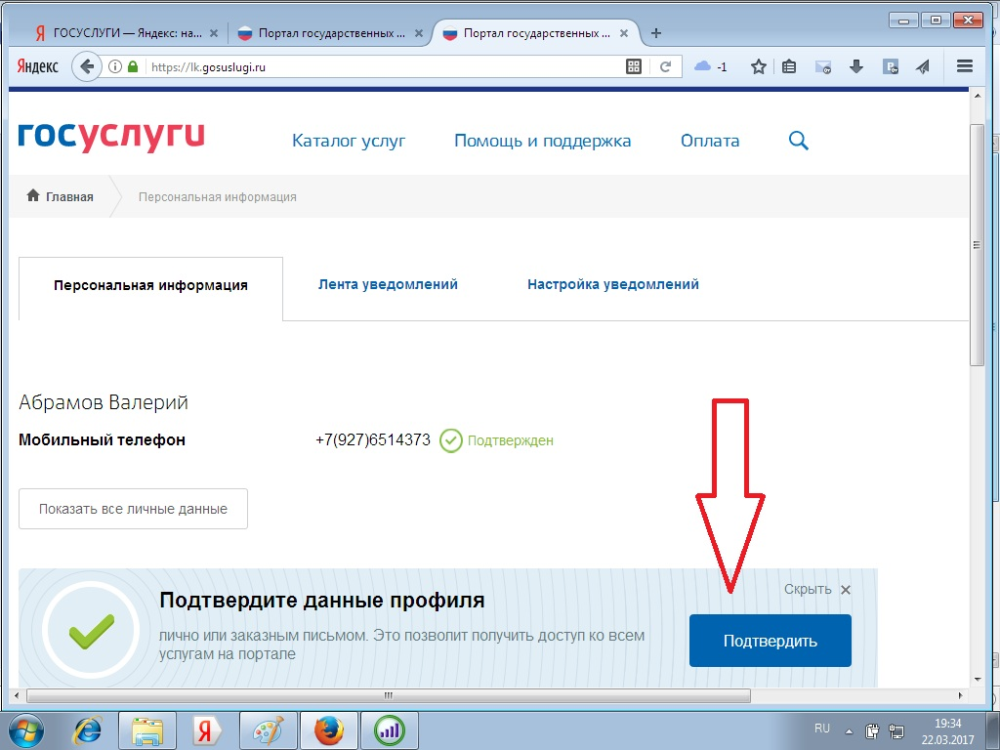 ГОСУСЛУГИ — Яндекс: на...
Портал государственных ...
Портал государственных ...
Яндекс
https://lk.gosuslugi.ru
-1
госуслуги
Каталог услуг
Помощь и поддержка
Оплата
Главная
Персональная информация
Персональная информация
Лента уведомлений
Настройка уведомлений
Абрамов Валерий
Мобильный телефон
+7(927)6514373
Подтвержден
Показать все личные данные
Подтвердите данные профиля
Скрыть
лично или заказным письмом. Это позволит получить доступ ко всем
услугам на портале
Подтвердить
RU
19:34
22.03.2017